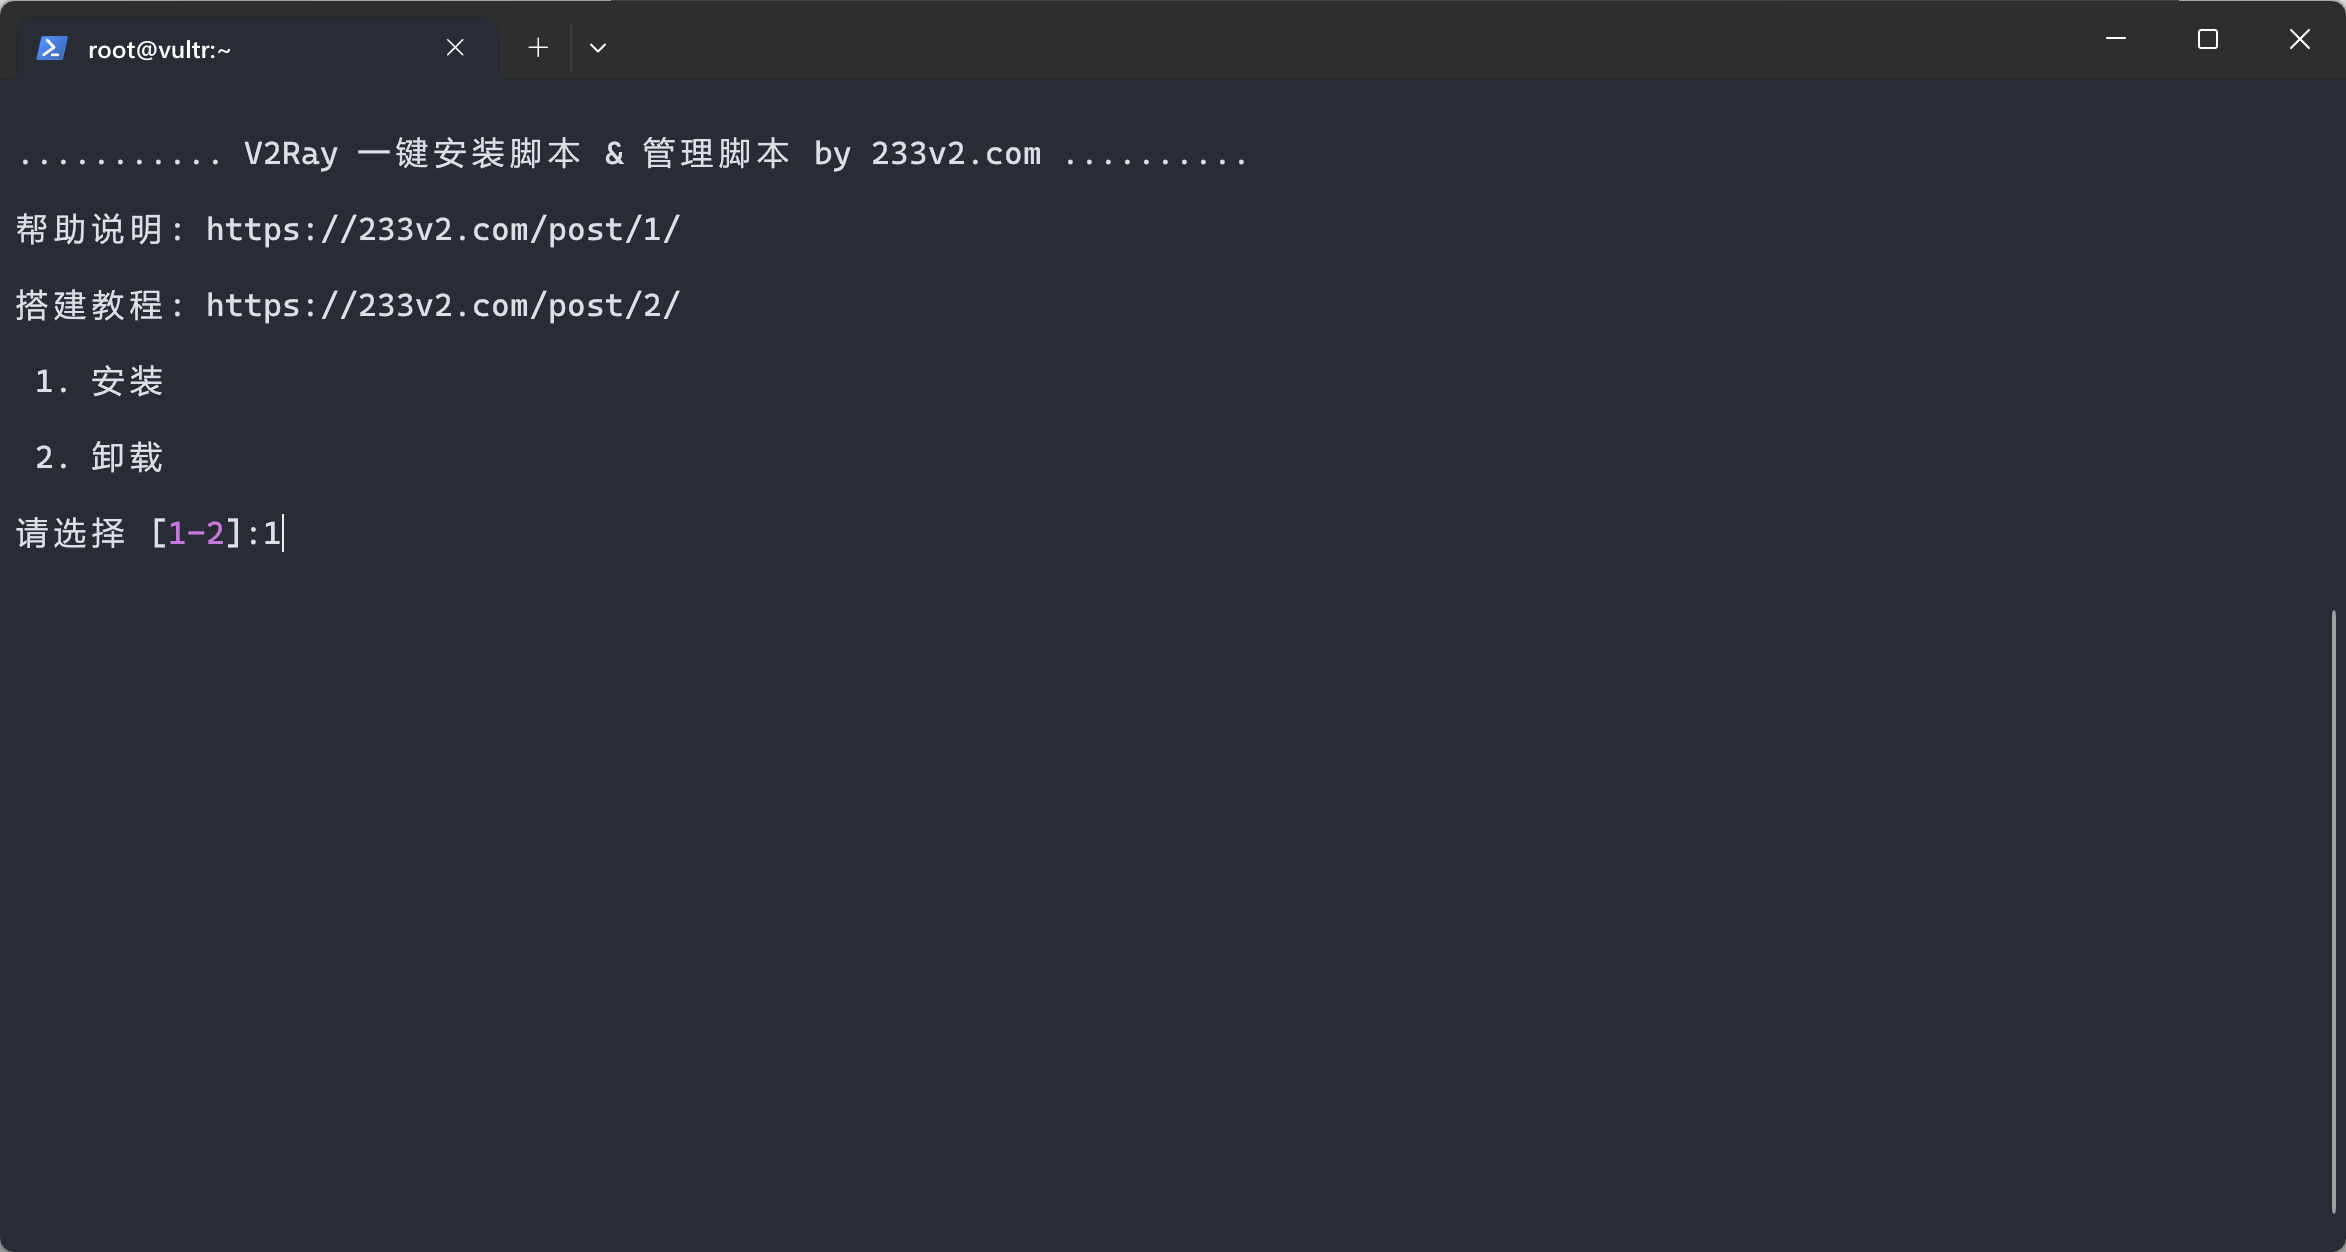 root@vultr:~
........... V2Ray 一键安装脚本 & 管理脚本 by 233v2.com ..........
帮助说明: https://233v2.com/post/1/
搭建教程: https://233v2.com/post/2/
1. 安装
2. 卸载
请选择 [1-2]:1